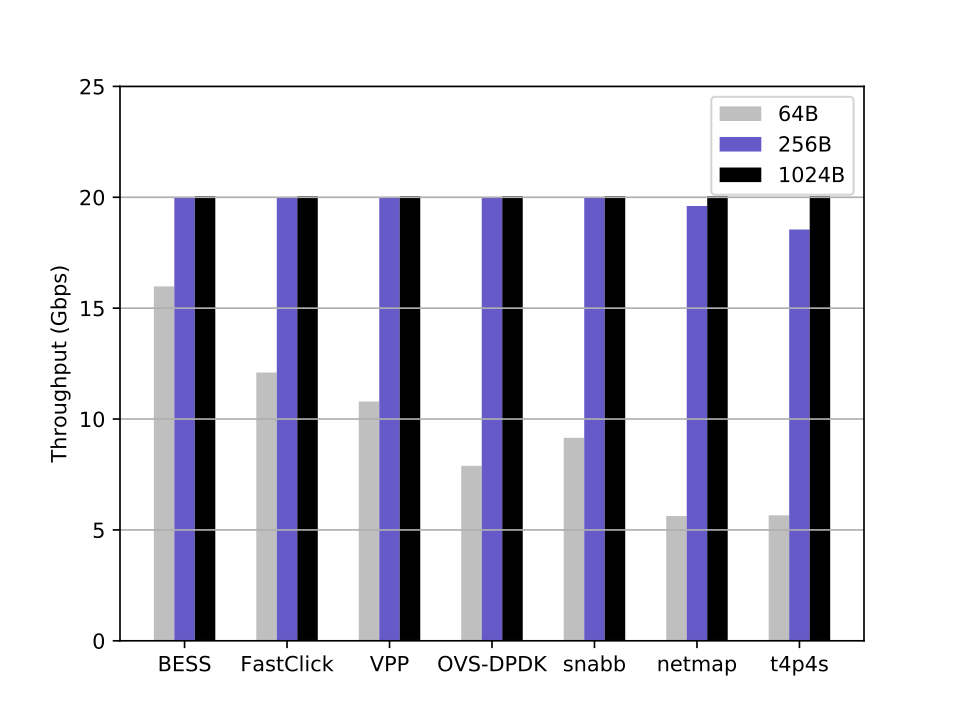 25
20
15
10
5
0
Throughput (Gbps)
64B
256B
1024B
BESS FastClick VPP OVS-DPDK snabb netmap t4p4s